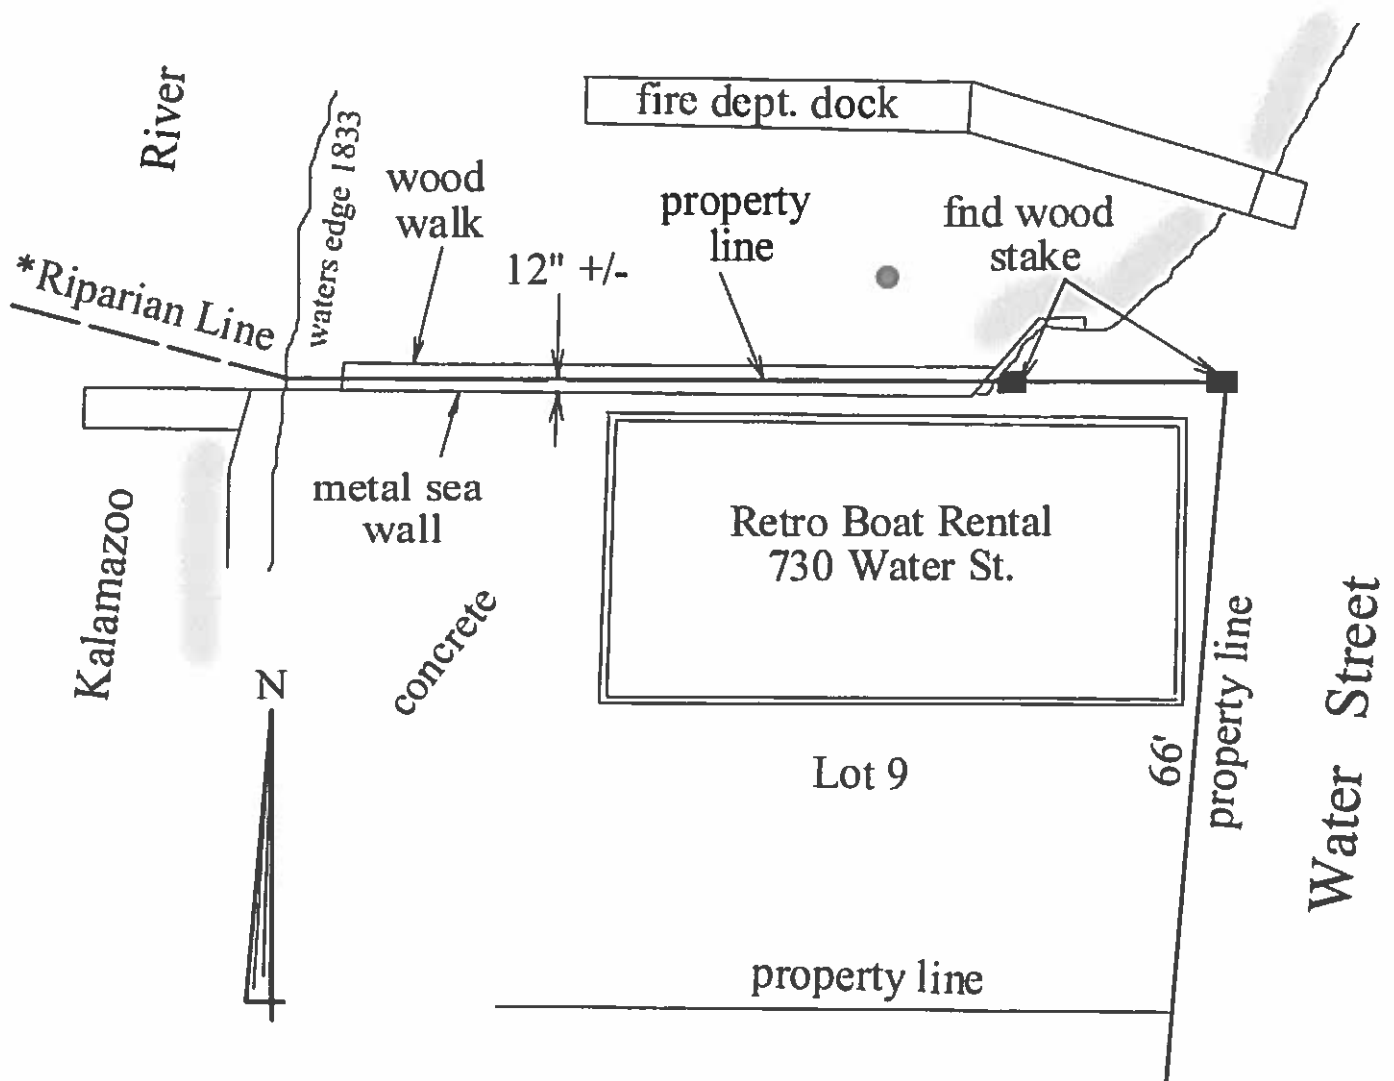 River
fire dept. dock
waters edge 1833
wood
walk
property
line
fnd wood
stake
12" +/-
*Riparian Line
metal sea
wall
Retro Boat Rental
730 Water St.
Kalamazoo
concrete
N
Lot 9
66'
property line
Water Street
property line